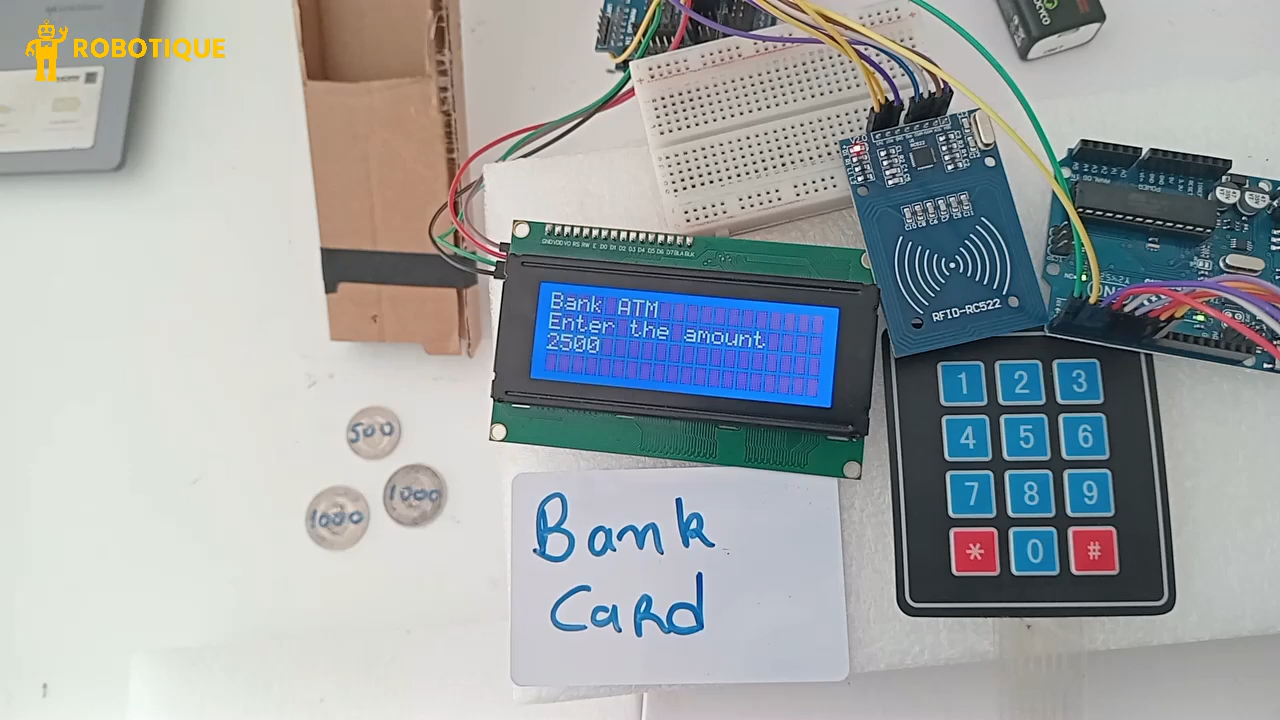 ROBOTIQUE
RFID-RC522
Bank ATM
Enter the amount
2500
1 2 3
4 5 6
7 8 9
* 0 #
500
1000
1000
Bank
Card